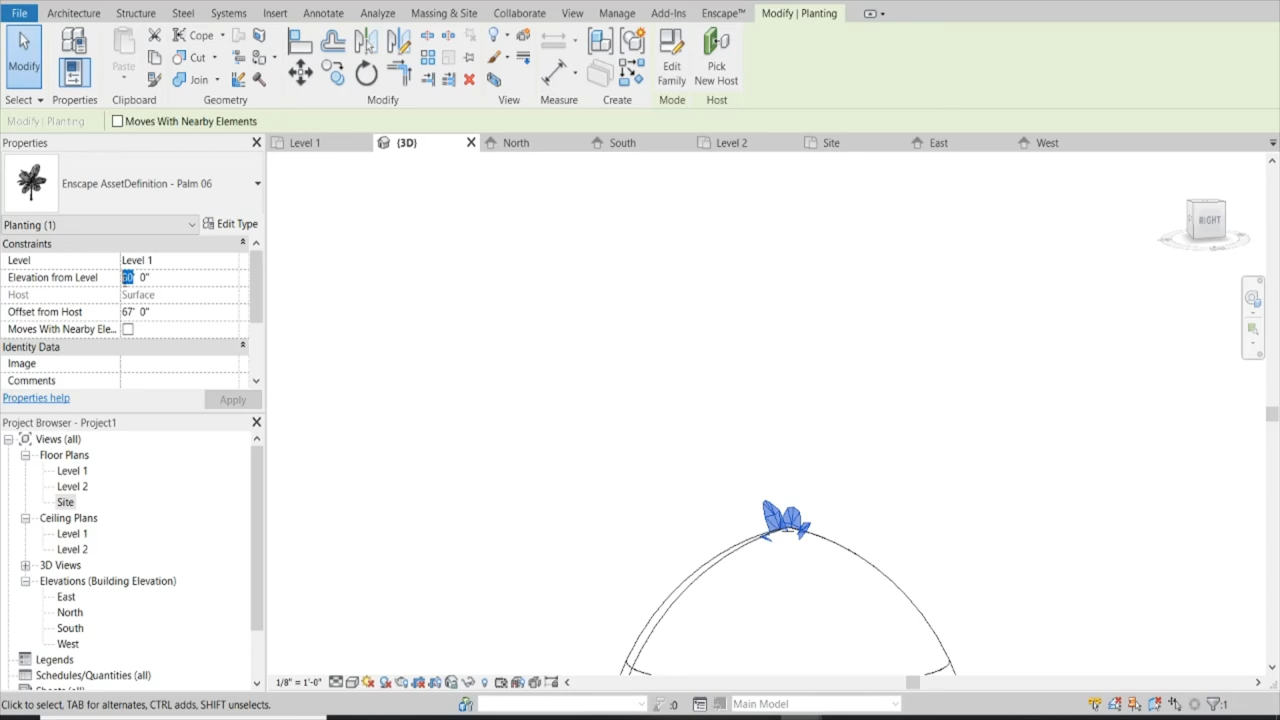 File Architecture Structure Steel Systems Insert Annotate Analyze Massing & Site Collaborate View Manage Add-Ins Enscape™ Modify | Planting
Modify
Paste
Cope
Cut
Join
Edit Family
Pick New Host
Select Properties Clipboard Geometry Modify View Measure Create Mode Host
Modify | Planting Moves With Nearby Elements
Properties
Level 1 {3D} North South Level 2 Site East West
Enscape AssetDefinition - Palm 06
Planting (1) Edit Type
Constraints
Level Level 1
Elevation from Level 0"
Host Surface
Offset from Host 67' 0"
Moves With Nearby Ele...
Identity Data
Image
Comments
Properties help Apply
RIGHT
Project Browser - Project1
Views (all)
Floor Plans
Level 1
Level 2
Site
Ceiling Plans
Level 1
Level 2
3D Views
Elevations (Building Elevation)
East
North
South
West
Legends
Schedules/Quantities (all)
1/8" = 1'-0"
Click to select, TAB for alternates, CTRL adds, SHIFT unselects.
:0
Main Model
:1